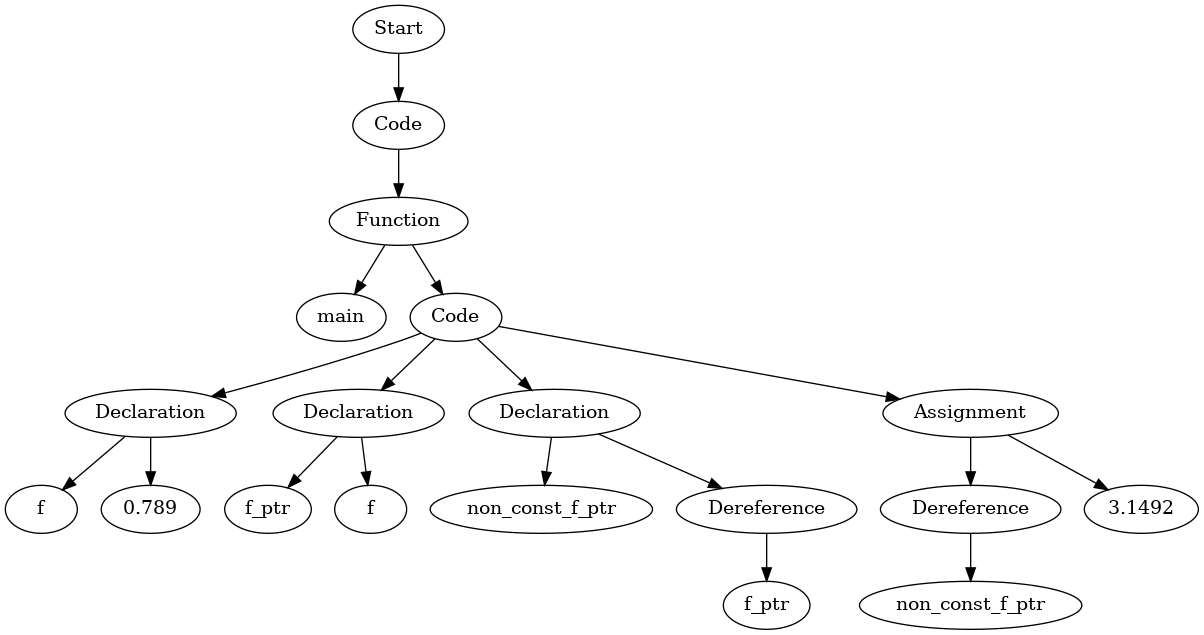 Start
Code
Function
main
Code
Declaration
Declaration
Declaration
Assignment
f
0.789
f_ptr
f
non_const_f_ptr
Dereference
Dereference
3.1492
f_ptr
non_const_f_ptr